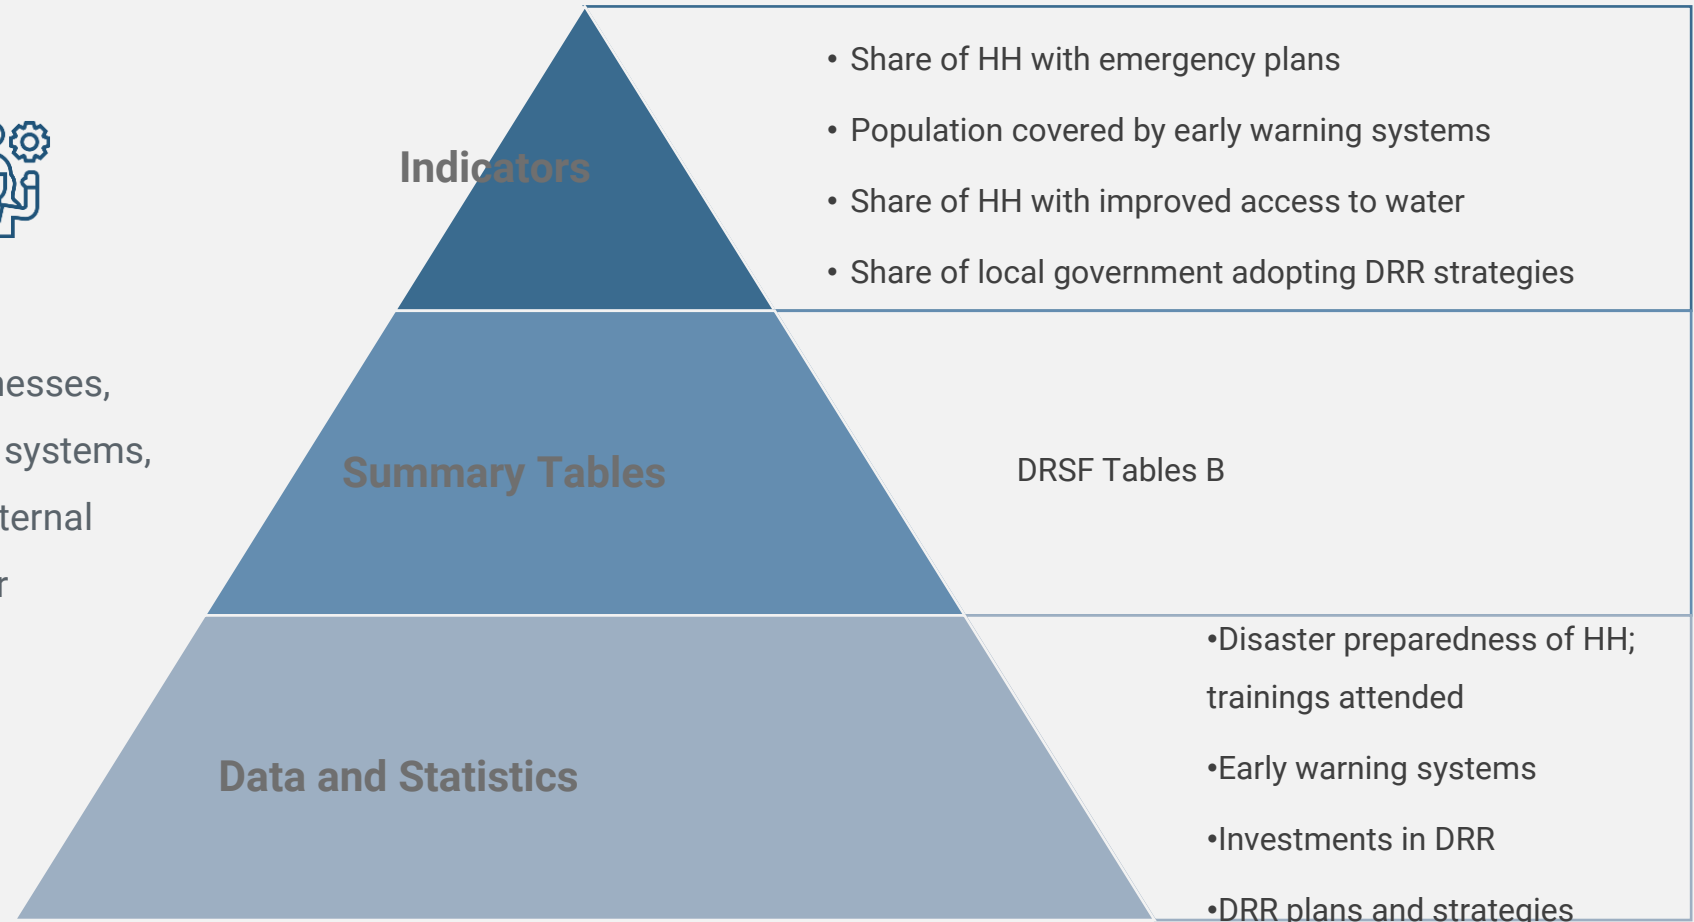 Indicators
• Share of HH with emergency plans
• Population covered by early warning systems
• Share of HH with improved access to water
• Share of local government adopting DRR strategies
systems,
Summary Tables
DRSF Tables B
Data and Statistics
•Disaster preparedness of HH;
trainings attended
•Early warning systems
•Investments in DRR
•DRR plans and strategies